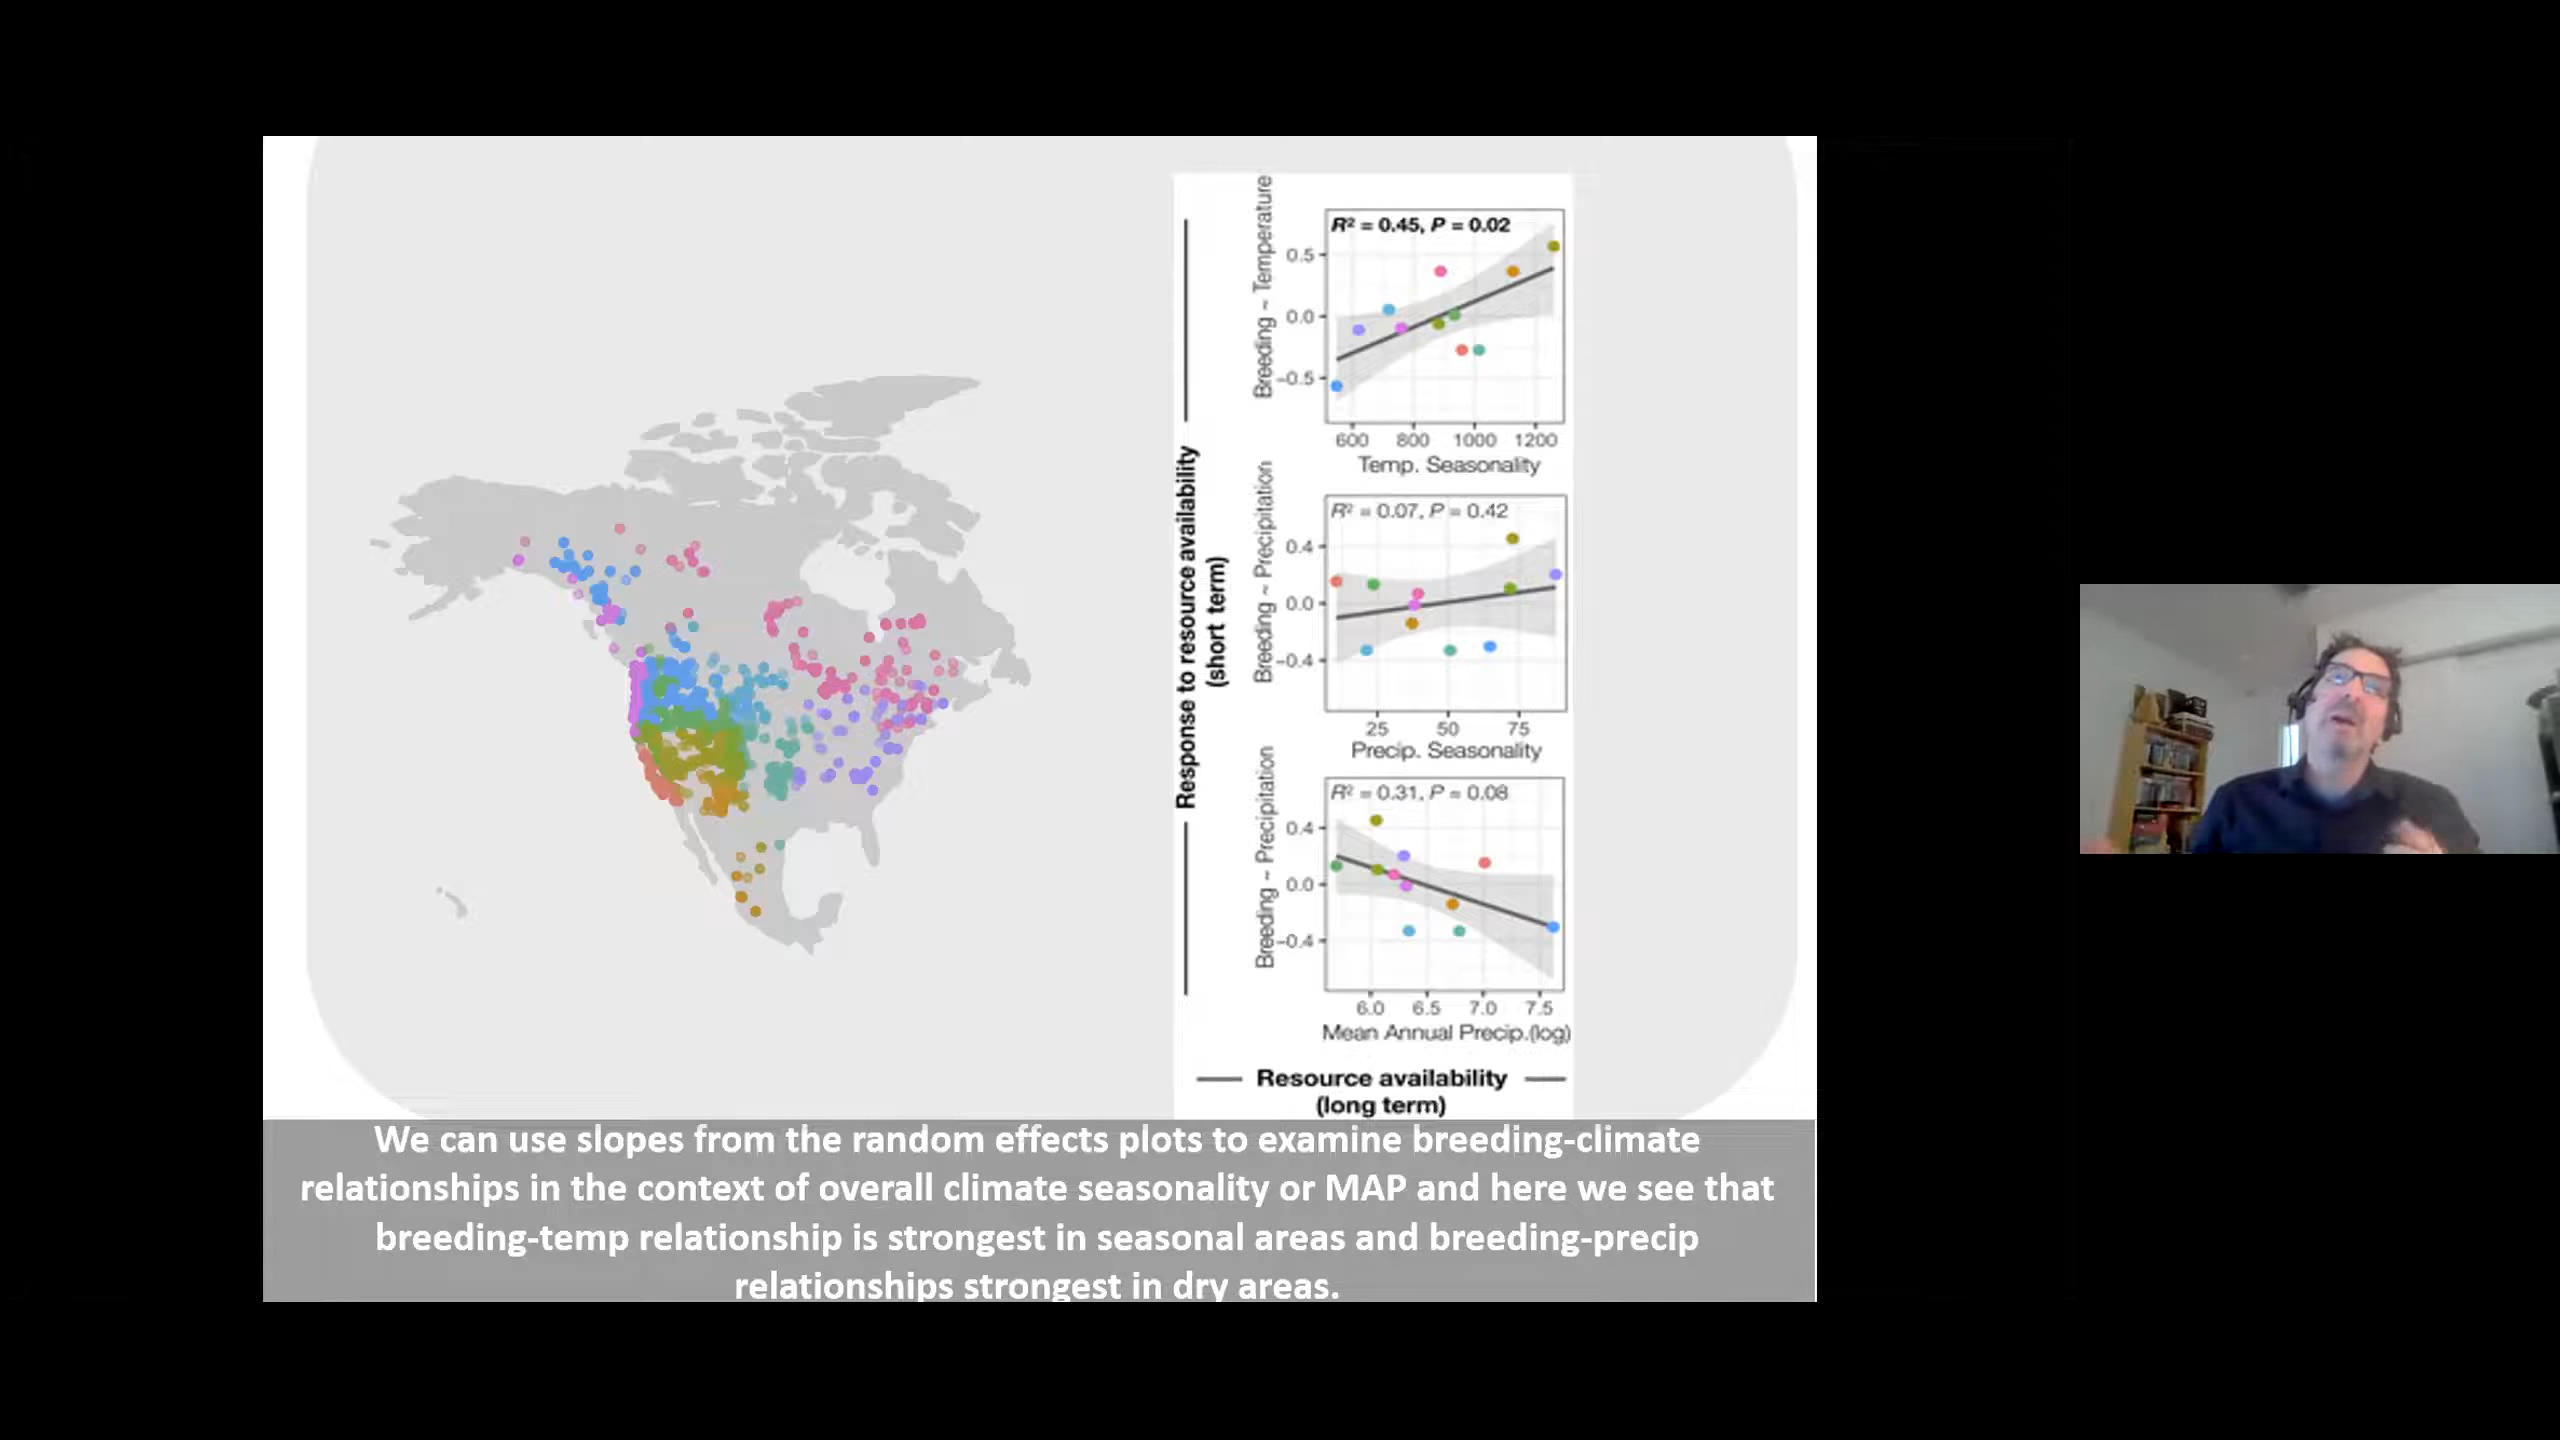 Response to resource availability
(short term)
Breeding ~ Temperature
R² = 0.45, P = 0.02
0.5
0.0
−0.5
600 800 1000 1200
Temp. Seasonality
Breeding ~ Precipitation
R² = 0.07, P = 0.42
0.4
0.0
−0.4
25 50 75
Precip. Seasonality
Breeding ~ Precipitation
R² = 0.31, P = 0.08
0.4
0.0
−0.4
6.0 6.5 7.0 7.5
Mean Annual Precip.(log)
Resource availability
(long term)
We can use slopes from the random effects plots to examine breeding-climate
relationships in the context of overall climate seasonality or MAP and here we see that
breeding-temp relationship is strongest in seasonal areas and breeding-precip
relationships strongest in dry areas.